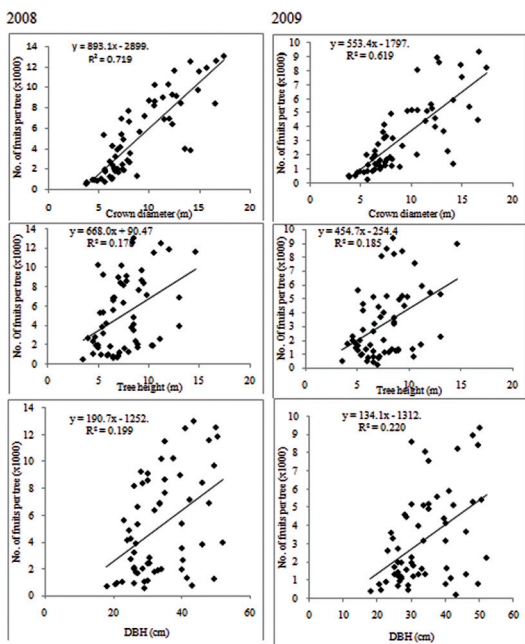 2008
y = 893.1x - 2899.
R² = 0.719
No. of fruits per tree (x1000)
14
12
10
8
6
4
2
0
0 5 10 15 20
Crown diameter (m)
2009
y = 553.4x - 1797.
R² = 0.619
No. of fruits per tree (x1000)
10
9
8
7
6
5
4
3
2
1
0
0 5 10 15 20
Crown diameter (m)
668.0x + 90.47
No. Of fruits per tree (x1000)
14
12
10
8
6
4
2
0
0 5 10 15 20
Tree height (m)
454.7x - 254.4
R² = 0.185
No. of fruits per tree (x1000)
10
9
8
7
6
5
4
3
2
1
0
0 5 10 15 20
Tree height (m)
y = 190.7x - 1252.
R² = 0.199
No. of fruits per tree (x1000)
14
12
10
8
6
4
2
0
0 20 40 60
DBH (cm)
y = 134.1x - 1312.
R² = 0.220
No. of fruits per tree (x1000)
10
9
8
7
6
5
4
3
2
1
0
0 10 20 30 40 50 60
DBH (cm)